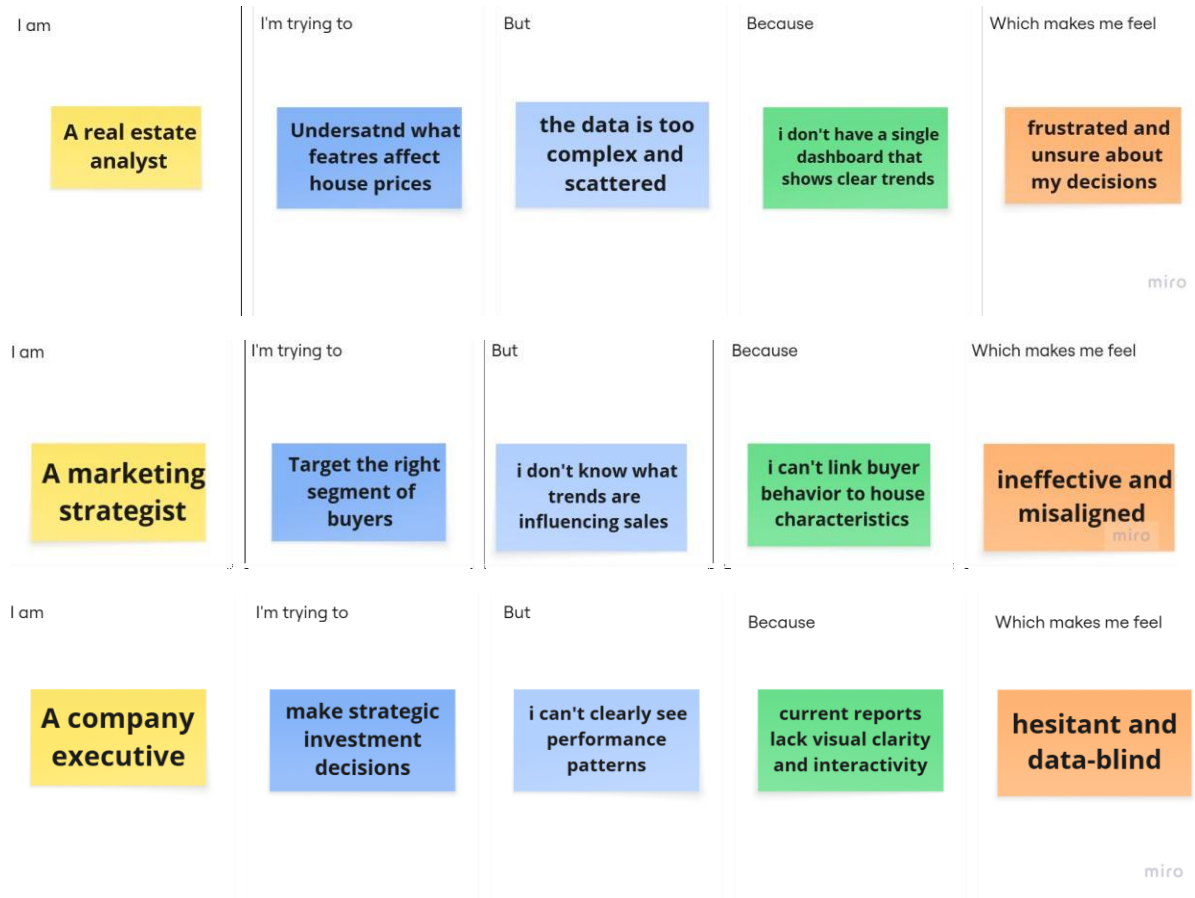 I am
I'm trying to
But
Because
Which makes me feel
A real estate
analyst
Undersatnd what
featres affect
house prices
the data is too
complex and
scattered
i don't have a single
dashboard that
shows clear trends
frustrated and
unsure about
my decisions
miro
I am
I'm trying to
But
Because
Which makes me feel
A marketing
strategist
Target the right
segment of
buyers
i don't know what
trends are
influencing sales
i can't link buyer
behavior to house
characteristics
ineffective and
misaligned
miro
I am
I'm trying to
But
Because
Which makes me feel
A company
executive
make strategic
investment
decisions
i can't clearly see
performance
patterns
current reports
lack visual clarity
and interactivity
hesitant and
data-blind
miro